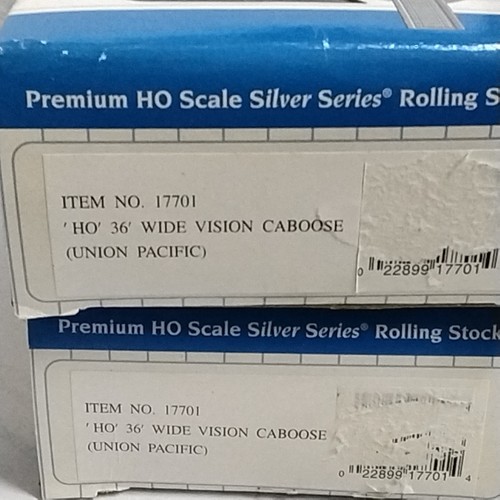 Premium HO Scale Silver Series® Rolling S
ITEM NO. 17701
'HO' 36' WIDE VISION CABOOSE
(UNION PACIFIC)
0 22899 17701
Premium HO Scale Silver Series® Rolling Stock
ITEM NO. 17701
'HO' 36' WIDE VISION CABOOSE
(UNION PACIFIC)
0 22899 17701 4